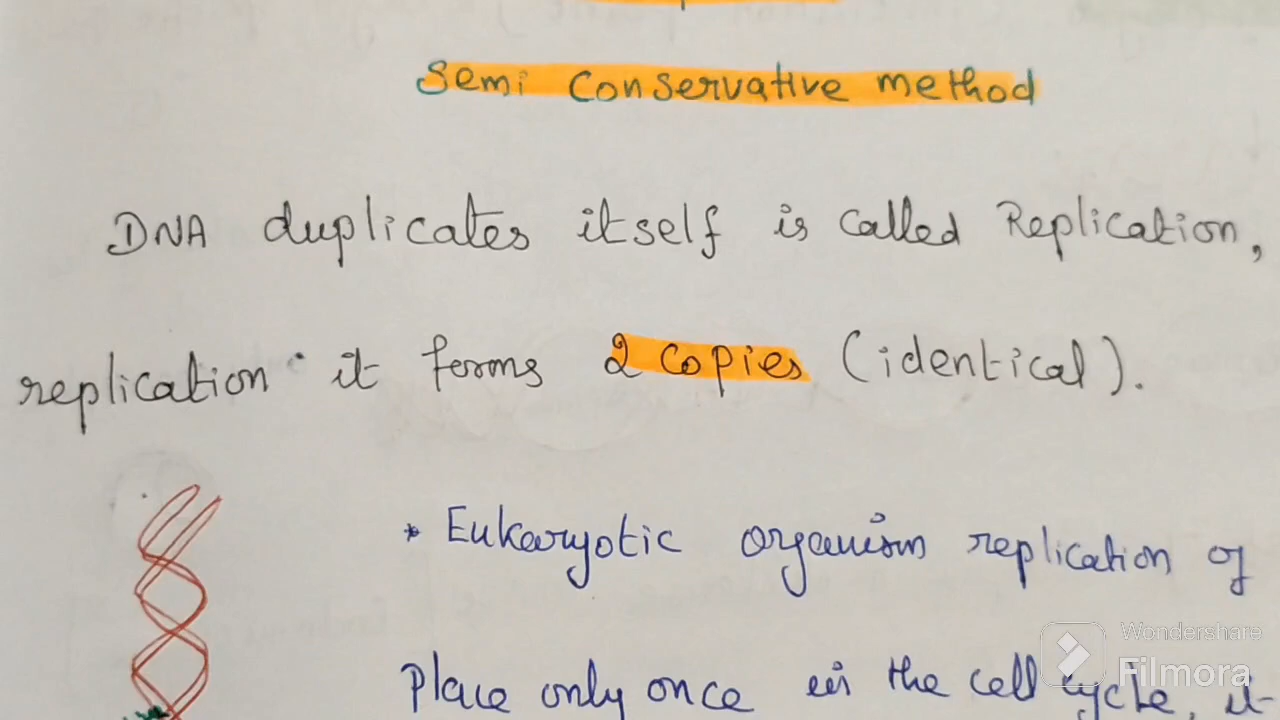 Semi Conservative method
DNA duplicates itself is called Replication,
replication it forms 2 copies (identical).
* Eukaryotic organism replication of
Place only once in the cell cycle, it
Wondershare
Filmora